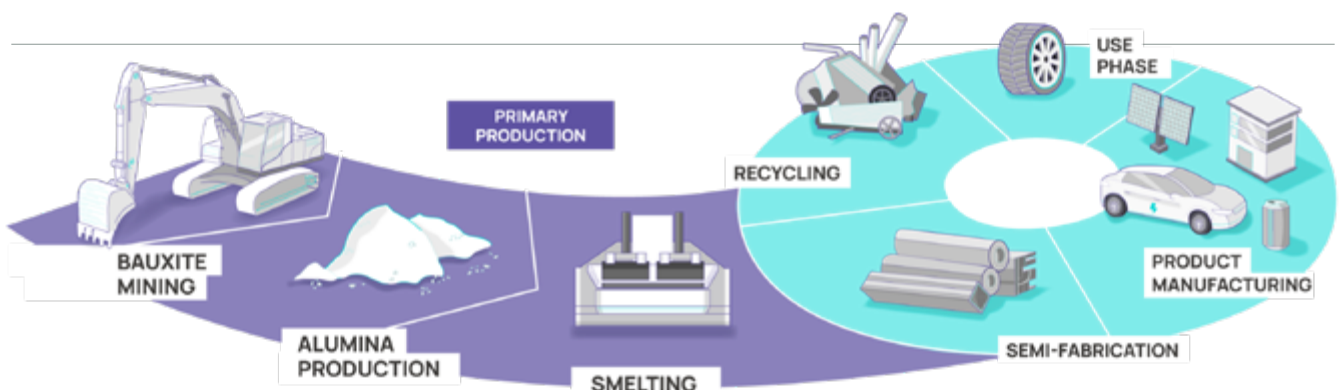 PRIMARY
PRODUCTION
USE
PHASE
RECYCLING
BAUXITE
MINING
PRODUCT
MANUFACTURING
ALUMINA
PRODUCTION
SEMI-FABRICATION
SMELTING